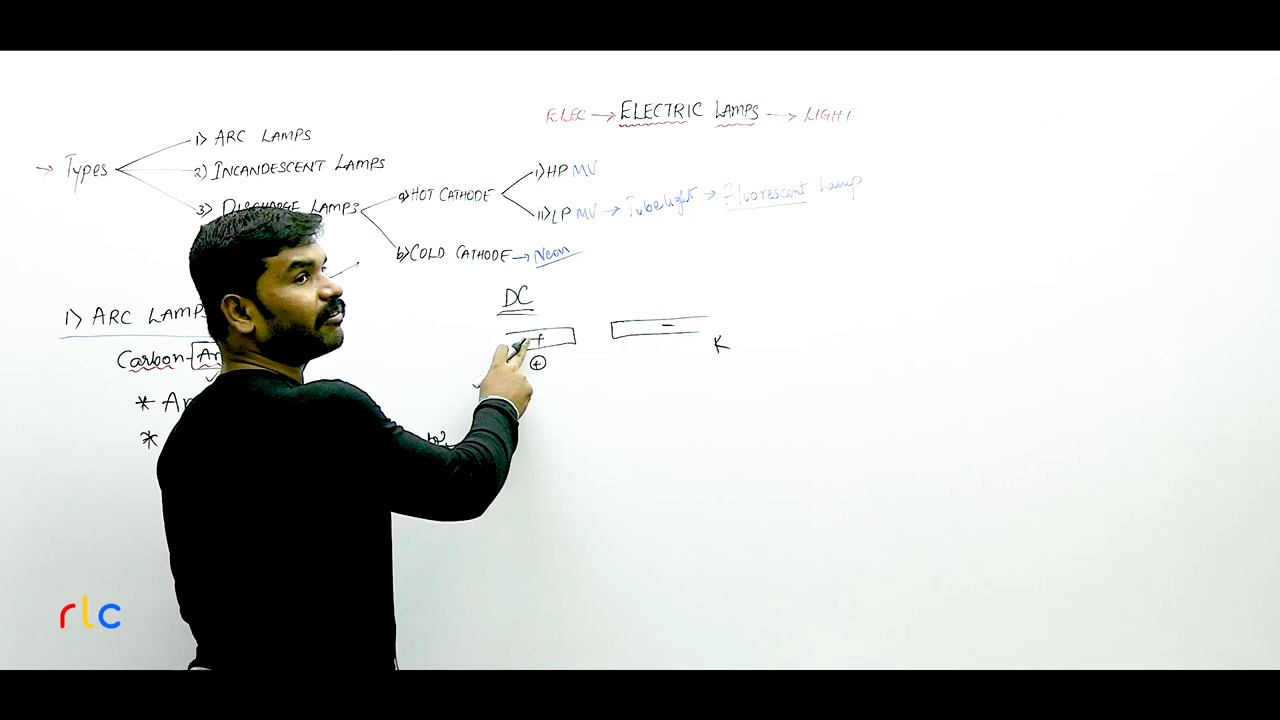 ELEC → ELECTRIC LAMPS → LIGHT
→ Types
1) ARC LAMPS
2) INCANDESCENT LAMPS
3) DISCHARGE LAMPS
a) HOT CATHODE
i) HP MV
ii) LP MV → Tubelight → Fluorescent Lamp
b) COLD CATHODE → Neon
1) ARC LAMPS
Carbon-
*
*
DC
+ -
⊕ K
rlc